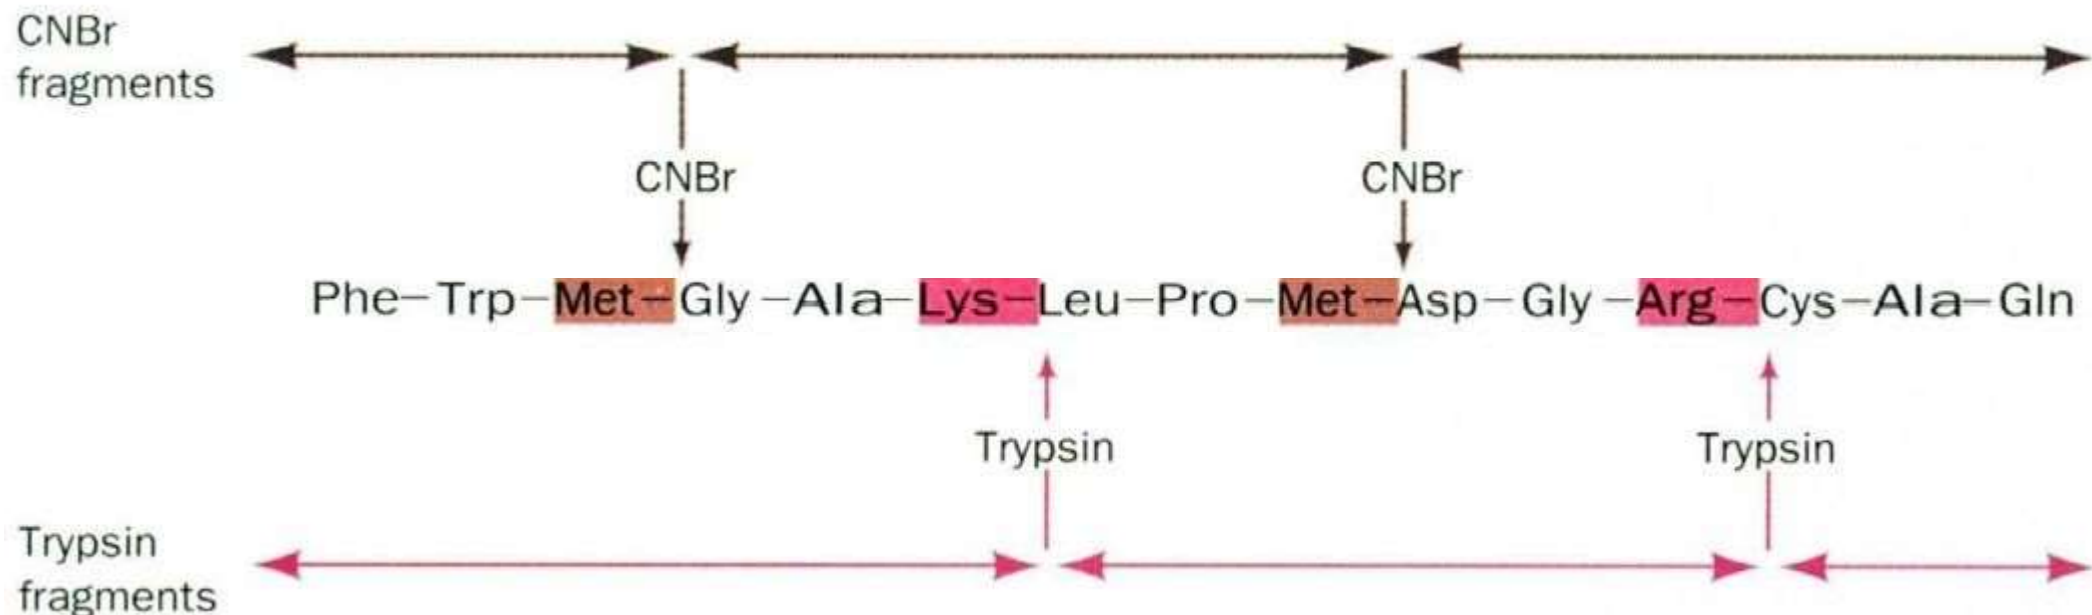 CNBr
fragments
CNBr CNBr
Phe–Trp–Met–Gly–Ala–Lys–Leu–Pro–Met–Asp–Gly–Arg–Cys–Ala–Gln
Trypsin Trypsin
Trypsin
fragments